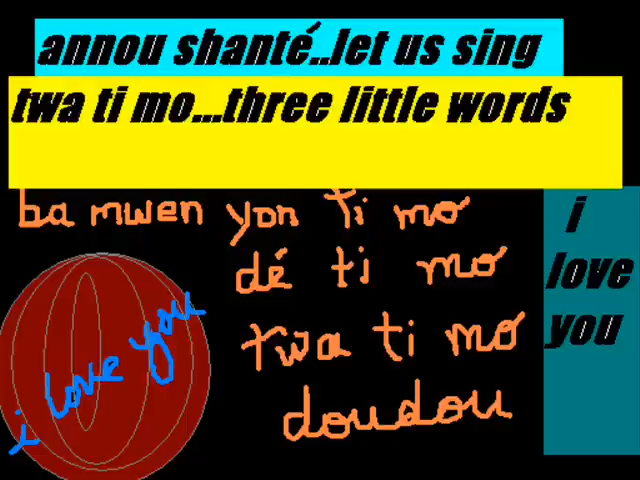 annou shanté..let us sing
twa ti mo...three little words
ba mwen yon ti mo
dé ti mo
twa ti mo
doudou
i love you
i
love
you